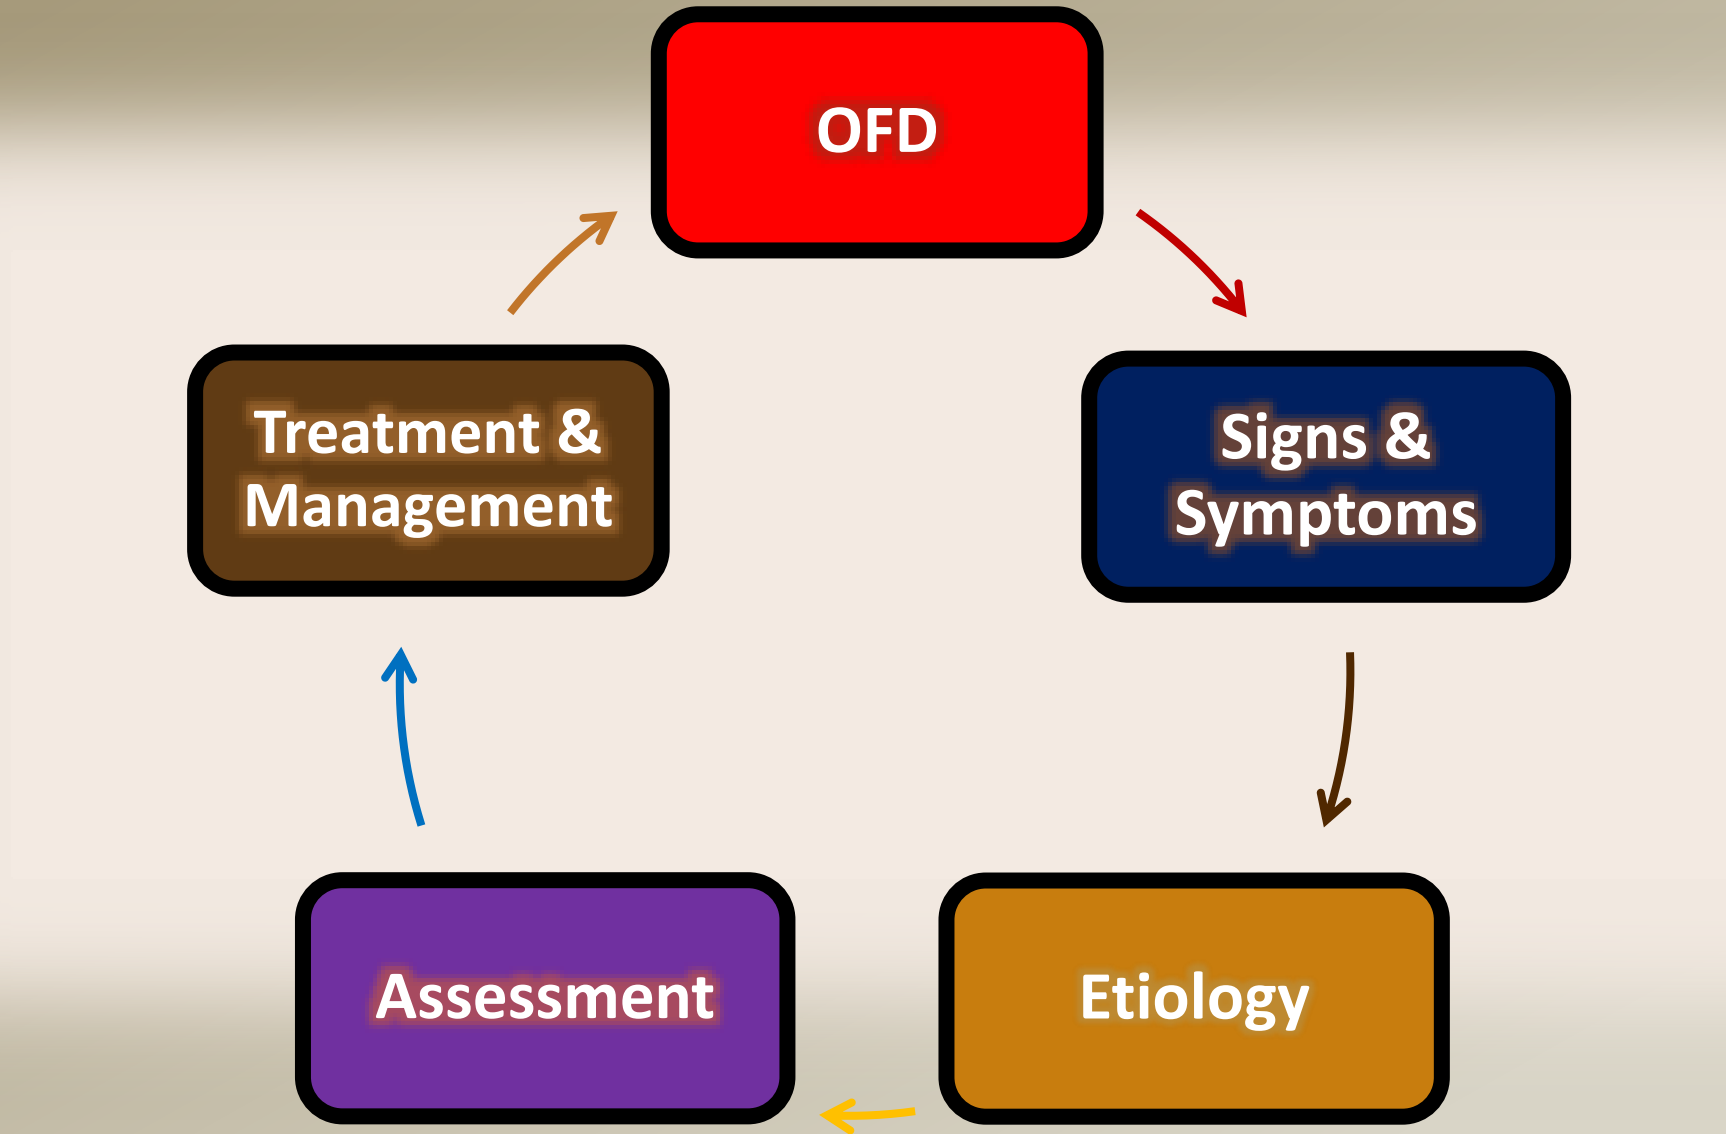 OFD
Signs &
Symptoms
Etiology
Assessment
Treatment &
Management